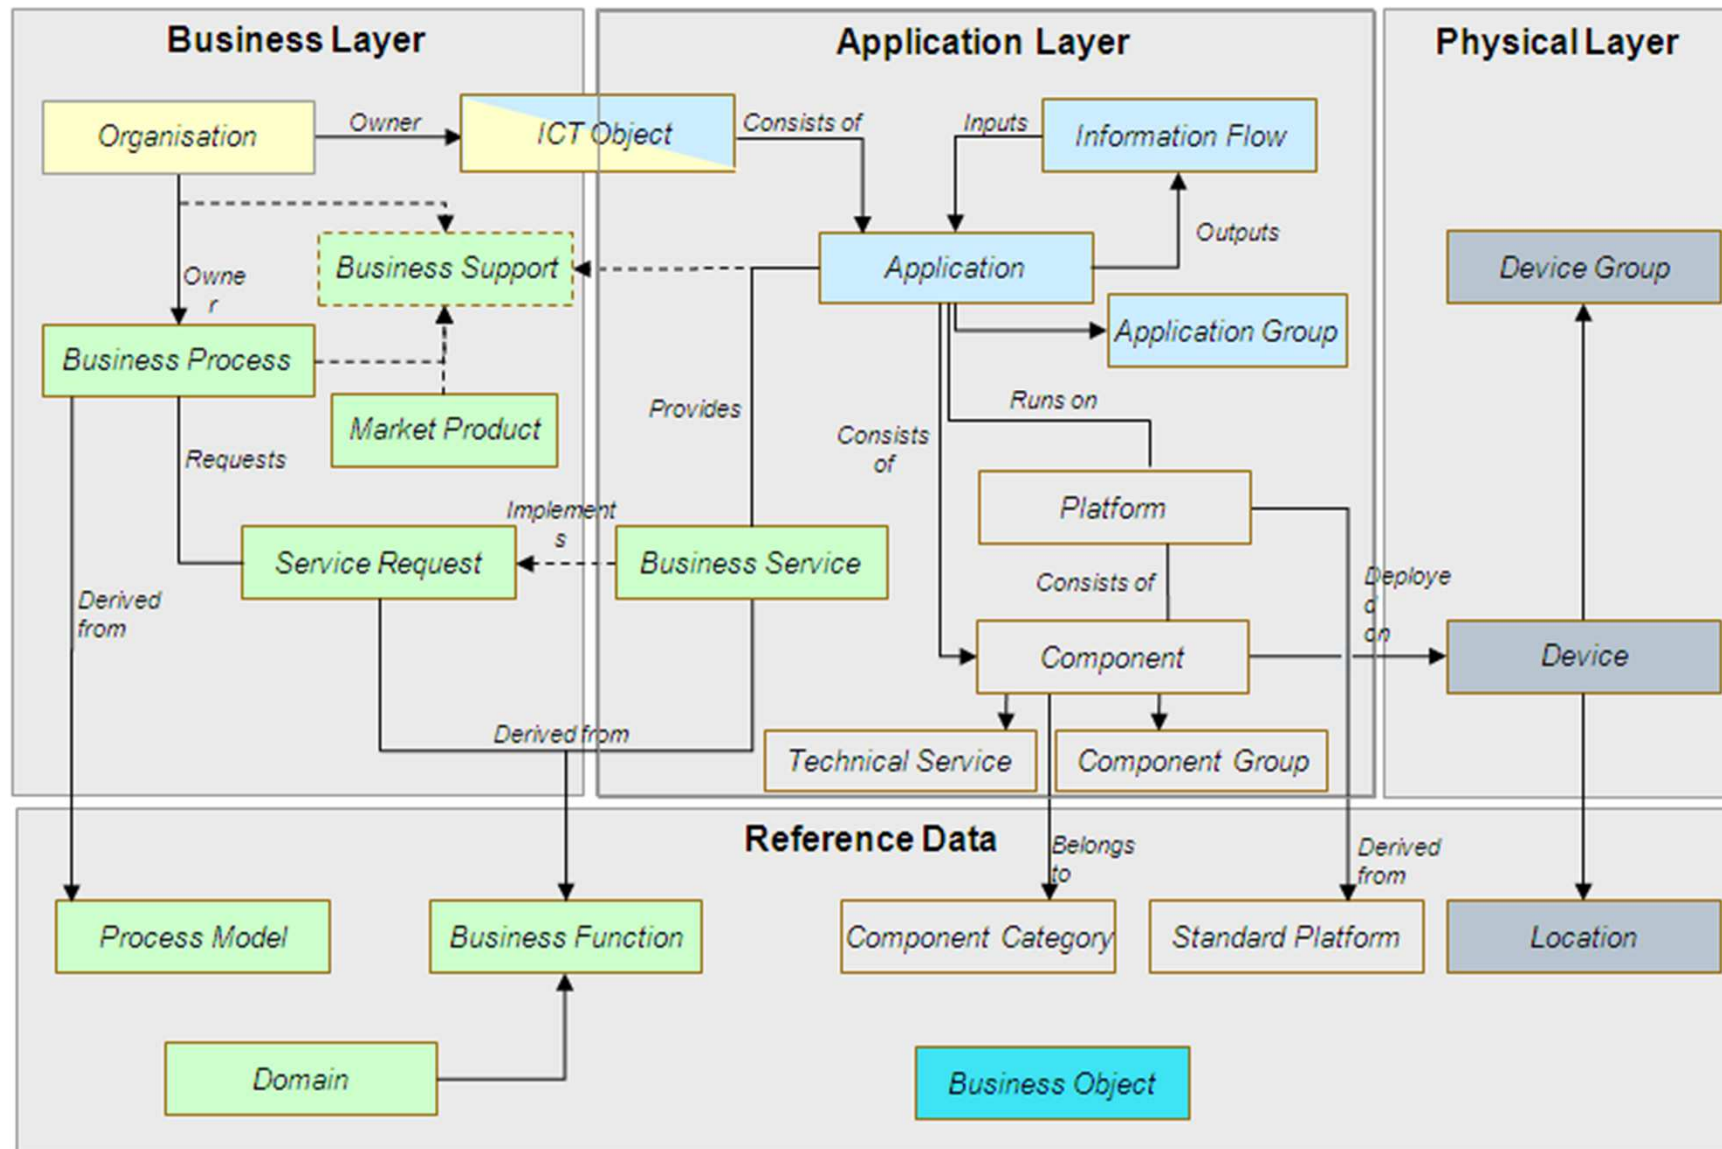 Business Layer
Application Layer
Physical Layer
Organisation
Owner
ICT Object
Consists of
Inputs
Information Flow
Business Support
Application
Outputs
Device Group
Owne
r
Business Process
Application Group
Market Product
Provides
Runs on
Consists
of
Requests
Platform
Implement
s
Service Request
Business Service
Consists of
Deploye
d
on
Derived
from
Component
Device
Derived from
Technical Service
Component Group
Reference Data
Belongs
to
Derived
from
Process Model
Business Function
Component Category
Standard Platform
Location
Domain
Business Object